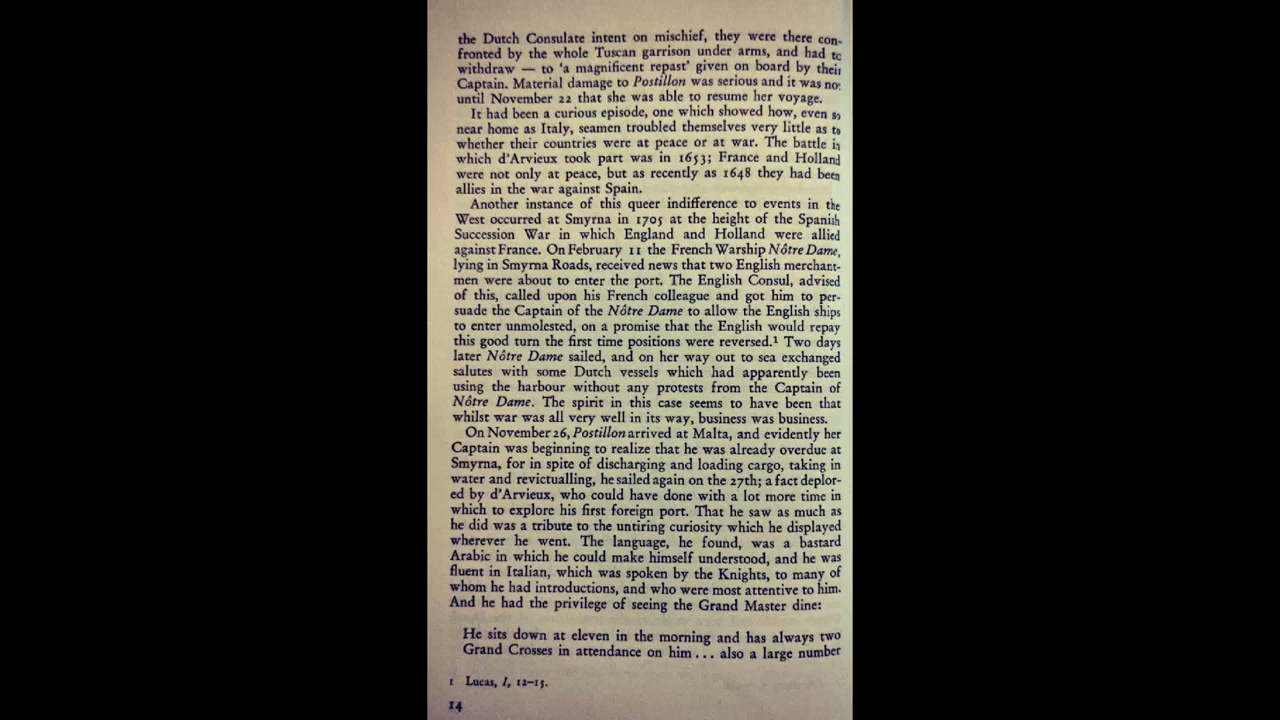 the Dutch Consulate intent on mischief, they were there con-
fronted by the whole Tuscan garrison under arms, and had to
withdraw — to ‘a magnificent repast’ given on board by their
Captain. Material damage to Postillon was serious and it was not
until November 22 that she was able to resume her voyage.
It had been a curious episode, one which showed how, even so
near home as Italy, seamen troubled themselves very little as to
whether their countries were at peace or at war. The battle in
which d’Arvieux took part was in 1653; France and Holland
were not only at peace, but as recently as 1648 they had been
allies in the war against Spain.
Another instance of this queer indifference to events in the
West occurred at Smyrna in 1705 at the height of the Spanish
Succession War in which England and Holland were allied
against France. On February 11 the French Warship Nôtre Dame,
lying in Smyrna Roads, received news that two English merchant-
men were about to enter the port. The English Consul, advised
of this, called upon his French colleague and got him to per-
suade the Captain of the Nôtre Dame to allow the English ships
to enter unmolested, on a promise that the English would repay
this good turn the first time positions were reversed.¹ Two days
later Nôtre Dame sailed, and on her way out to sea exchanged
salutes with some Dutch vessels which had apparently been
using the harbour without any protests from the Captain of
Nôtre Dame. The spirit in this case seems to have been that
whilst war was all very well in its way, business was business.
On November 26, Postillon arrived at Malta, and evidently her
Captain was beginning to realize that he was already overdue at
Smyrna, for in spite of discharging and loading cargo, taking in
water and revictualling, he sailed again on the 27th; a fact deplor-
ed by d’Arvieux, who could have done with a lot more time in
which to explore his first foreign port. That he saw as much as
he did was a tribute to the untiring curiosity which he displayed
wherever he went. The language, he found, was a bastard
Arabic in which he could make himself understood, and he was
fluent in Italian, which was spoken by the Knights, to many of
whom he had introductions, and who were most attentive to him.
And he had the privilege of seeing the Grand Master dine:
He sits down at eleven in the morning and has always two
Grand Crosses in attendance on him... also a large number
1 Lucas, I, 12–15.
14